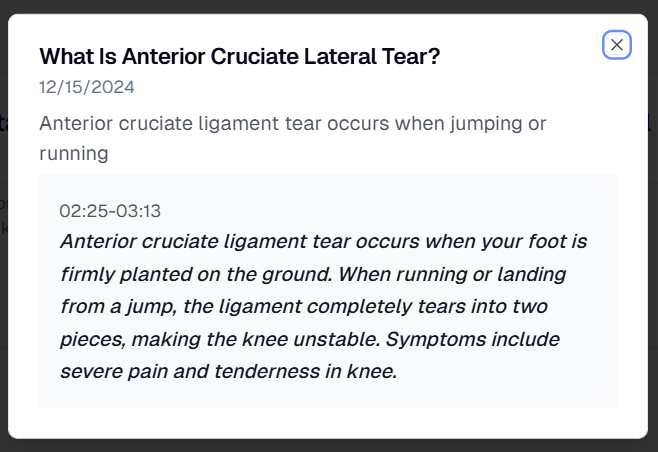 What Is Anterior Cruciate Lateral Tear?
12/15/2024
Anterior cruciate ligament tear occurs when jumping or
running
02:25-03:13
Anterior cruciate ligament tear occurs when your foot is
firmly planted on the ground. When running or landing
from a jump, the ligament completely tears into two
pieces, making the knee unstable. Symptoms include
severe pain and tenderness in knee.